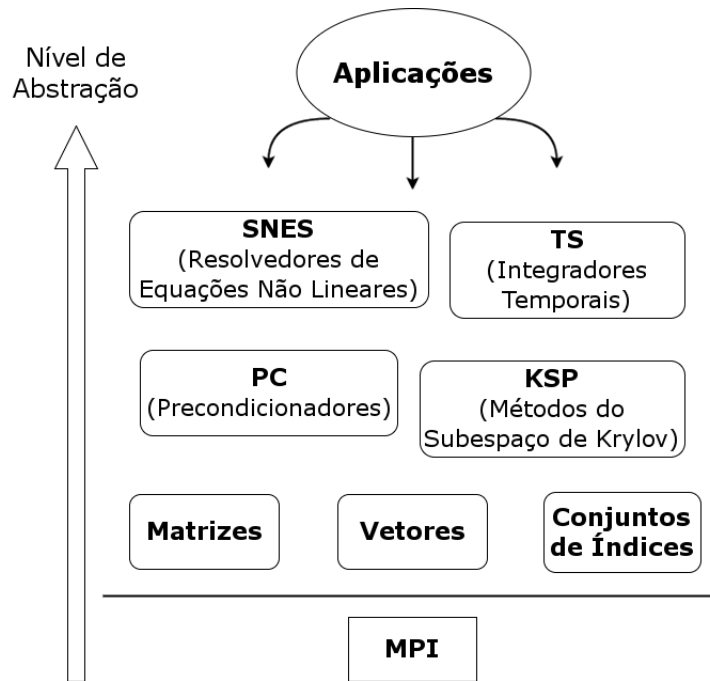 Nível de
Abstração
Aplicações
SNES
(Resolvedores de
Equações Não Lineares)
TS
(Integradores
Temporais)
PC
(Precondicionadores)
KSP
(Métodos do
Subespaço de Krylov)
Matrizes
Vetores
Conjuntos
de Índices
MPI